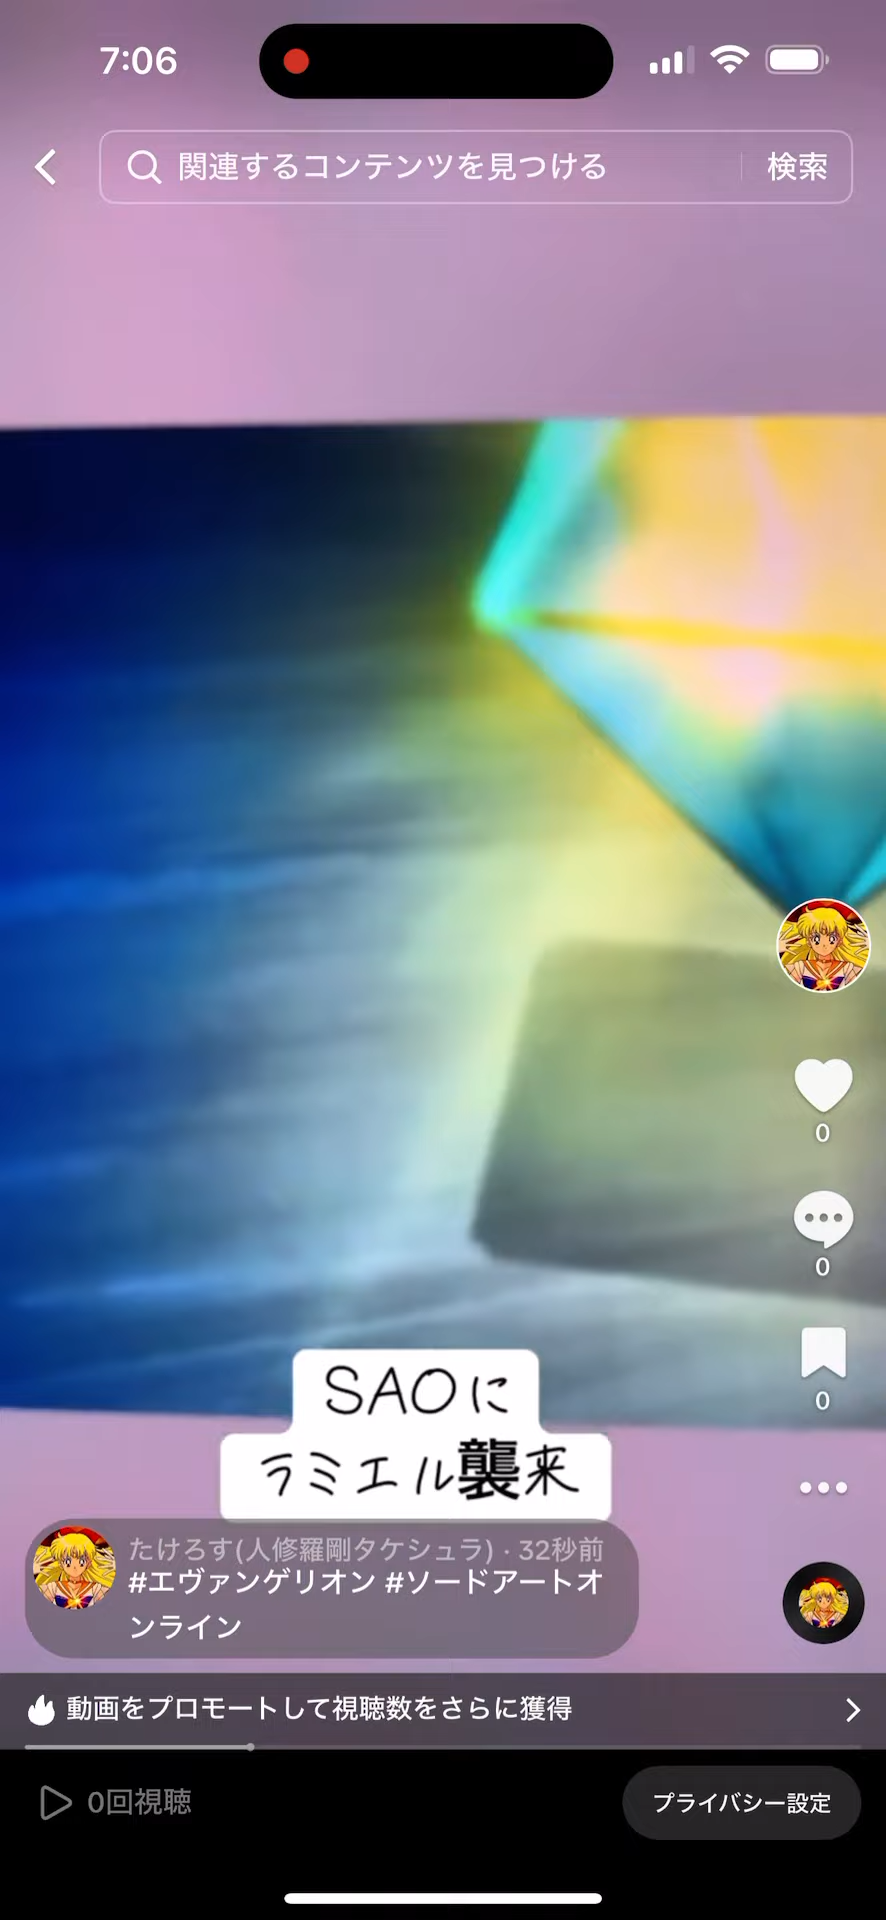 7:06
関連するコンテンツを見つける
検索
0
0
0
SAOに
ラミエル襲来
たけろす(人修羅剛タケシュラ) · 32秒前
#エヴァンゲリオン #ソードアートオ
ンライン
動画をプロモートして視聴数をさらに獲得
0回視聴
プライバシー設定